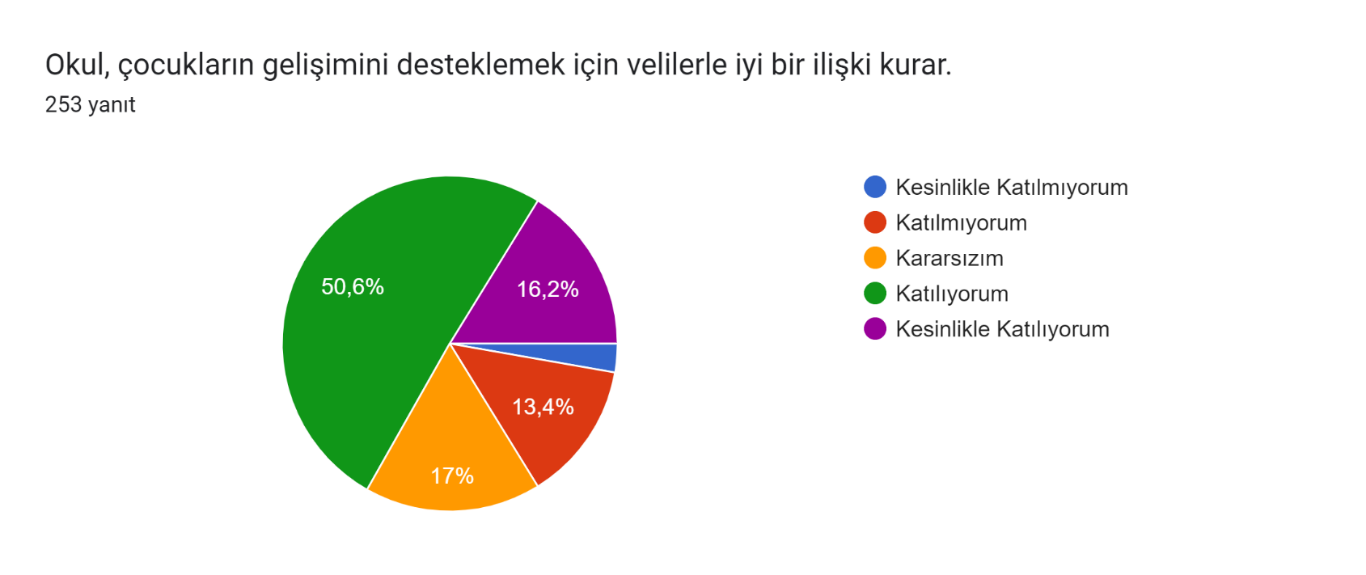 Okul, çocukların gelişimini desteklemek için velilerle iyi bir ilişki kurar.
253 yanıt
Kesinlikle Katılmıyorum
Katılmıyorum
Kararsızım
Katılıyorum
Kesinlikle Katılıyorum
50,6%
16,2%
13,4%
17%